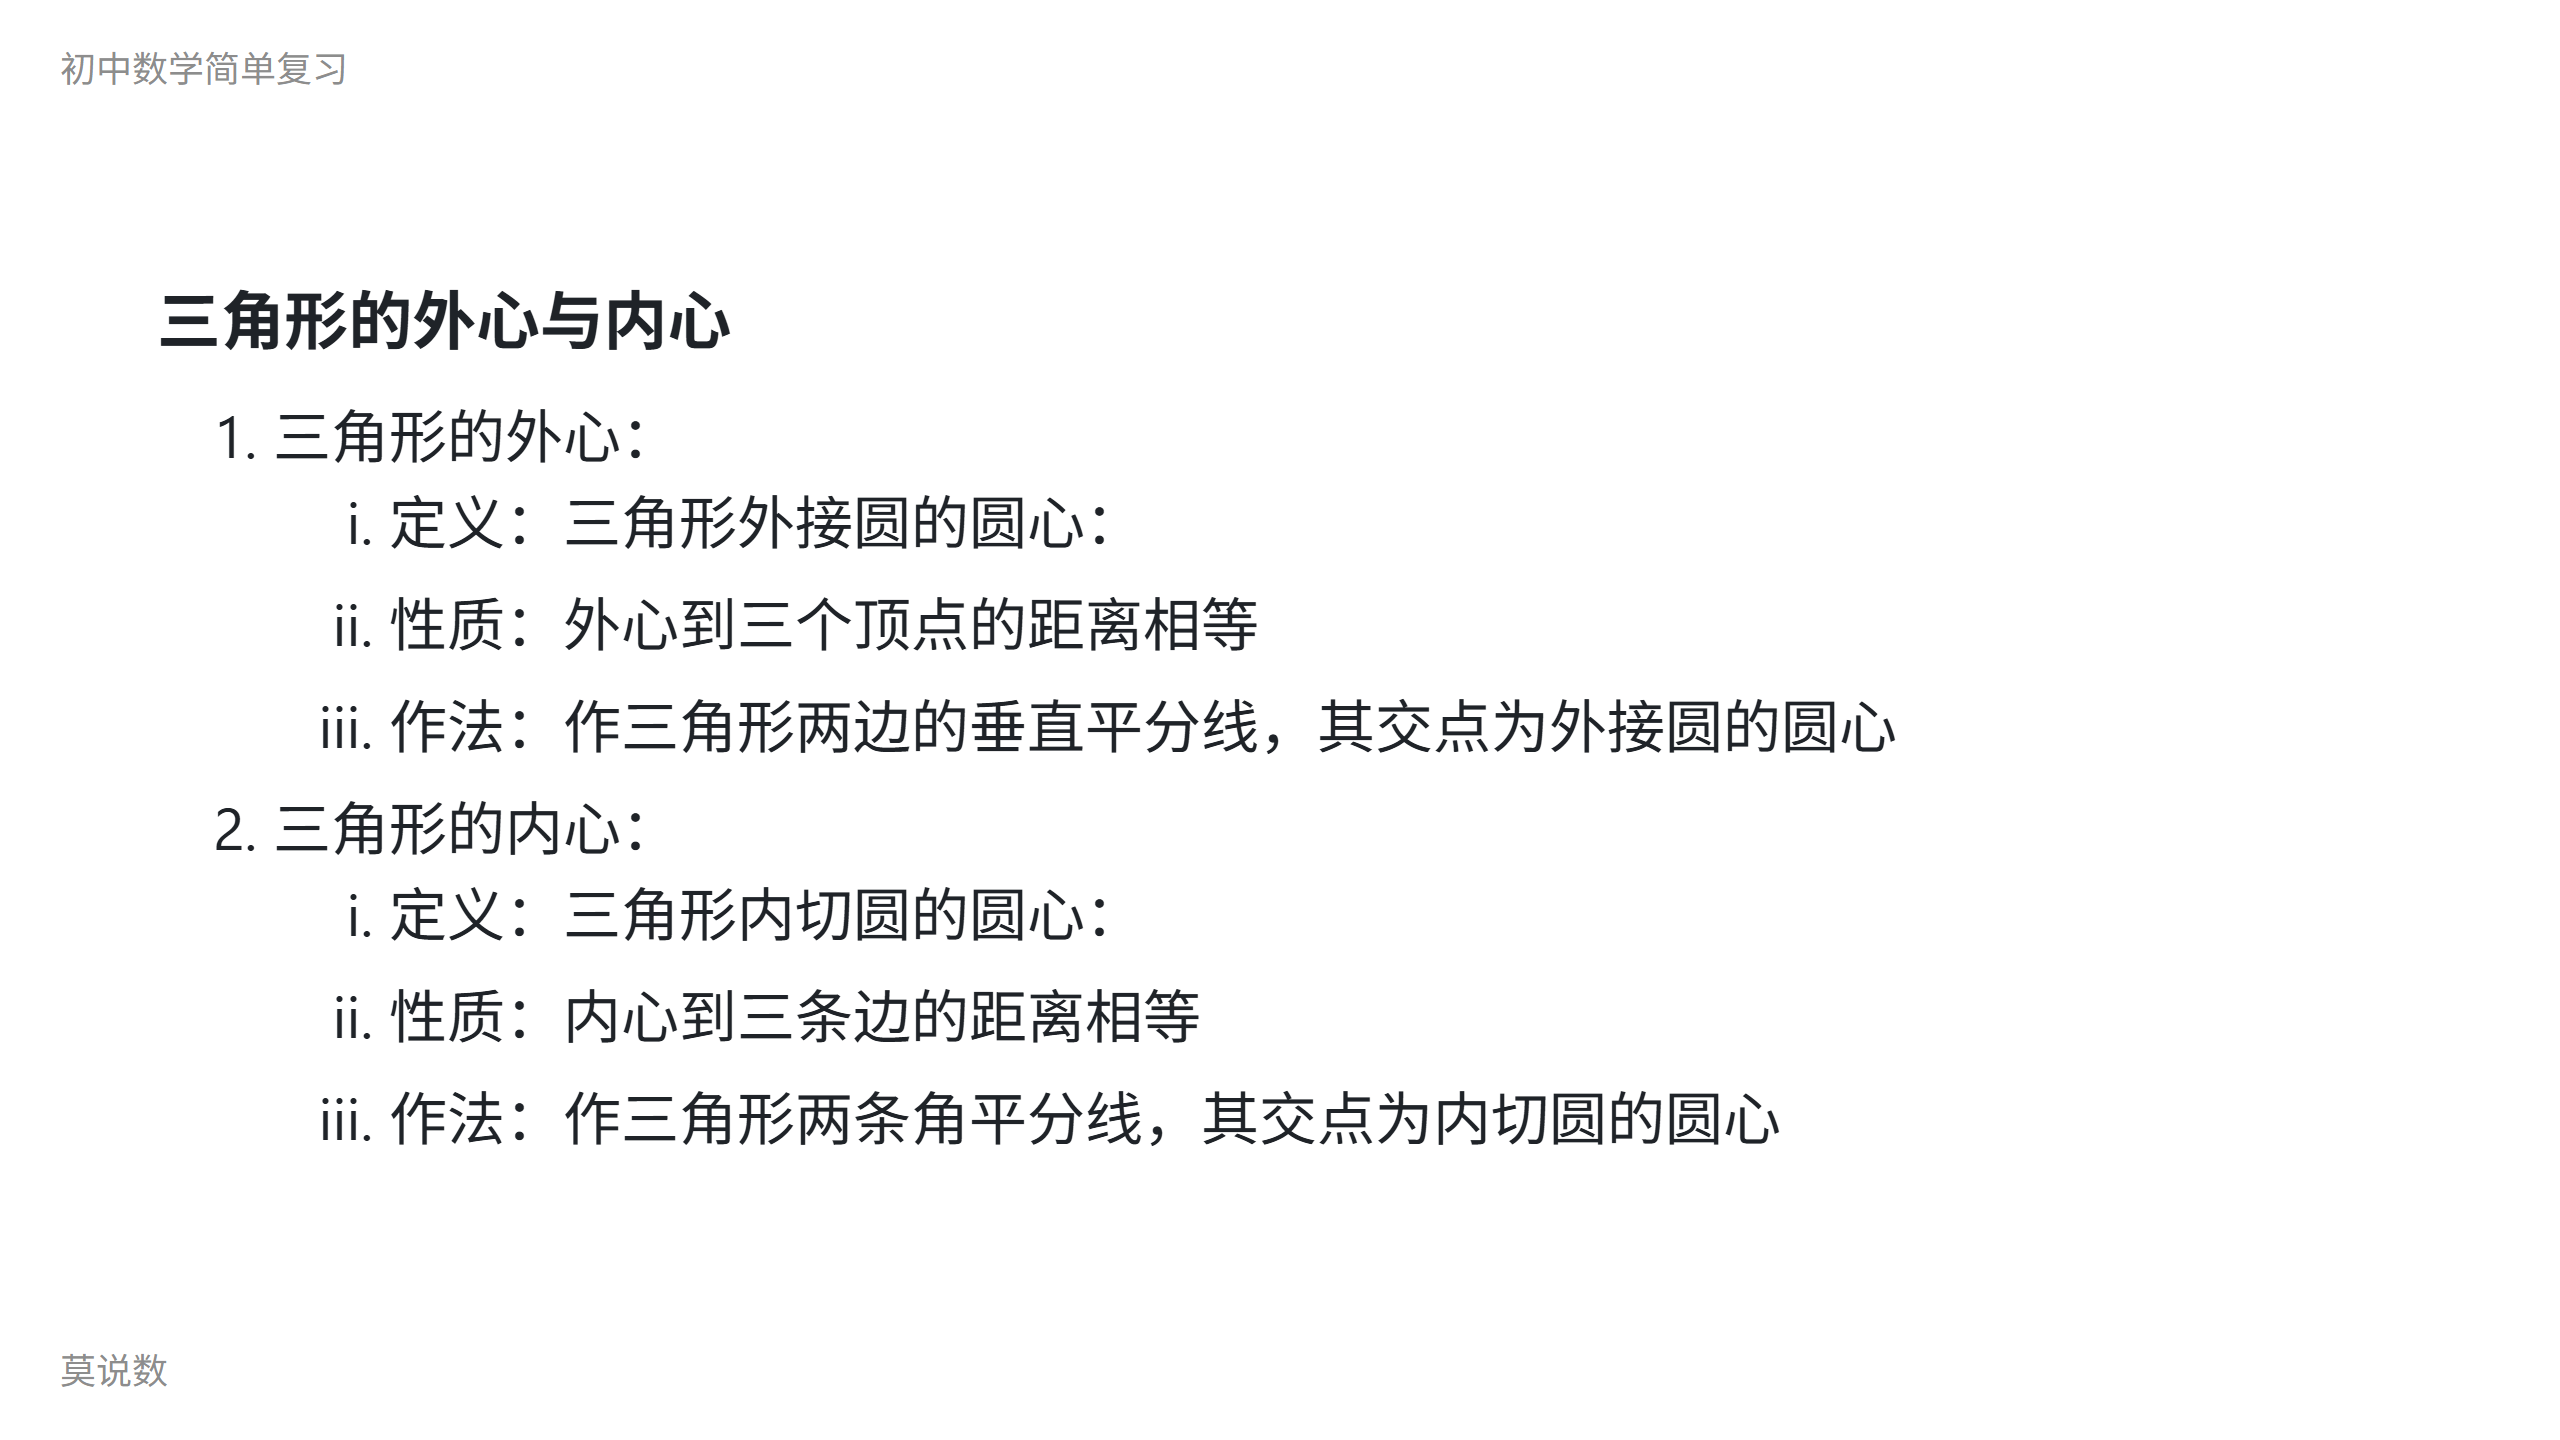 初中数学简单复习
三角形的外心与内心
1. 三角形的外心：
i. 定义：三角形外接圆的圆心：
ii. 性质：外心到三个顶点的距离相等
iii. 作法：作三角形两边的垂直平分线，其交点为外接圆的圆心
2. 三角形的内心：
i. 定义：三角形内切圆的圆心：
ii. 性质：内心到三条边的距离相等
iii. 作法：作三角形两条角平分线，其交点为内切圆的圆心
莫说数